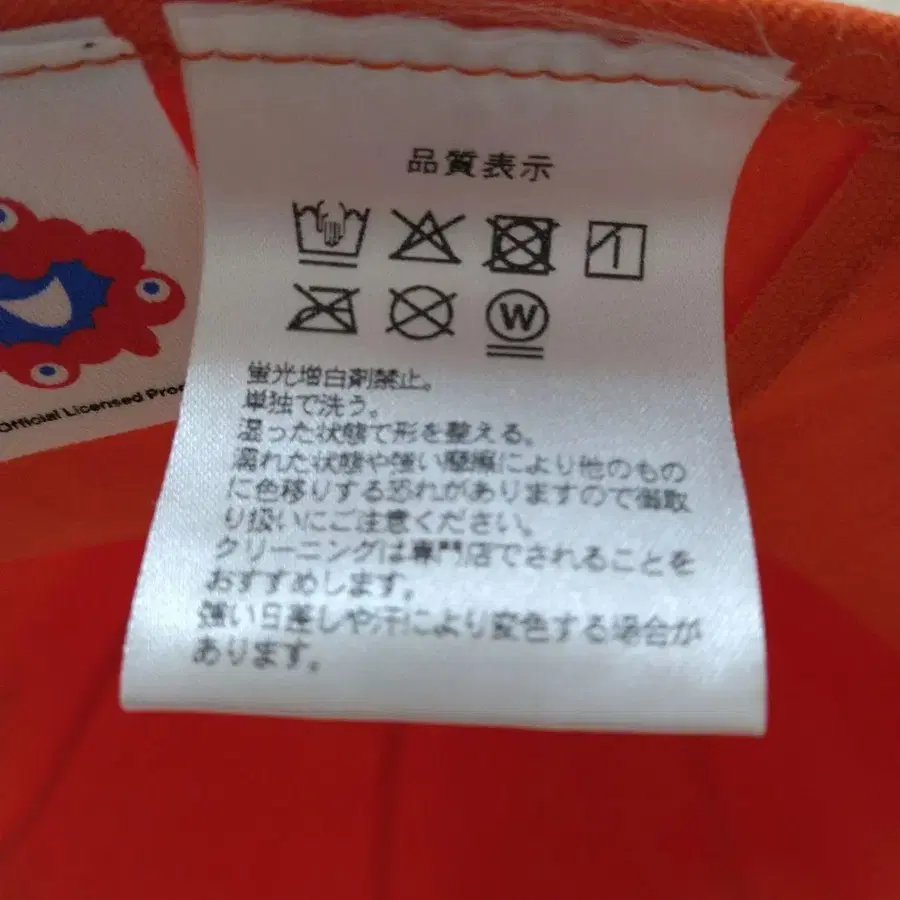 品質表示
W
蛍光増白剤禁止。
単独で洗う。
湿った状態で形を整える。
濡れた状態や強い摩擦により他のもの
に色移りする恐れがありますので御取
り扱いにご注意ください。
クリーニングは専門店でされることを
おすすめします。
強い日差しや汗により変色する場合が
あります。
Official Licensed